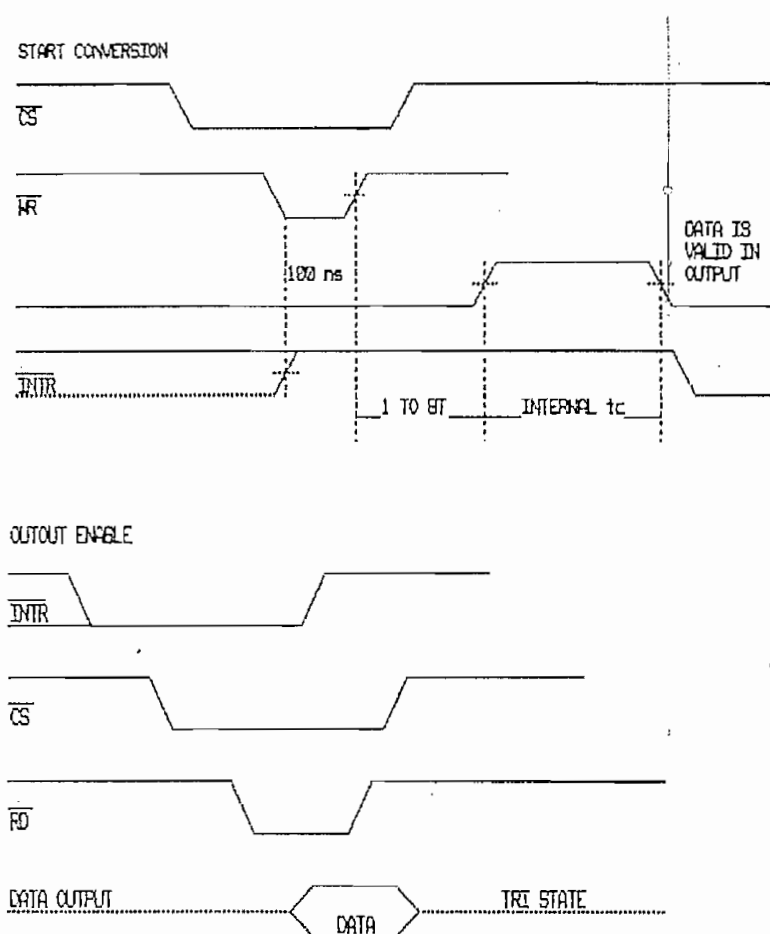 START CONVERSION
CS
WR
DATA IS
VALID IN
OUTPUT
100 ns
INTR
1 TO 8T
INTERNAL tc
OUTOUT ENABLE
INTR
CS
RD
DATA OUTPUT
TRI STATE
DATA